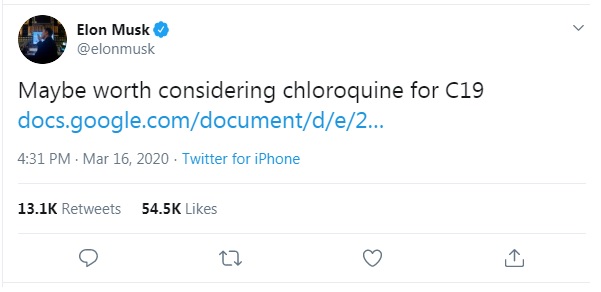 Elon Musk
@elonmusk
Maybe worth considering chloroquine for C19
docs.google.com/document/d/e/2...
4:31 PM · Mar 16, 2020 · Twitter for iPhone
13.1K Retweets 54.5K Likes